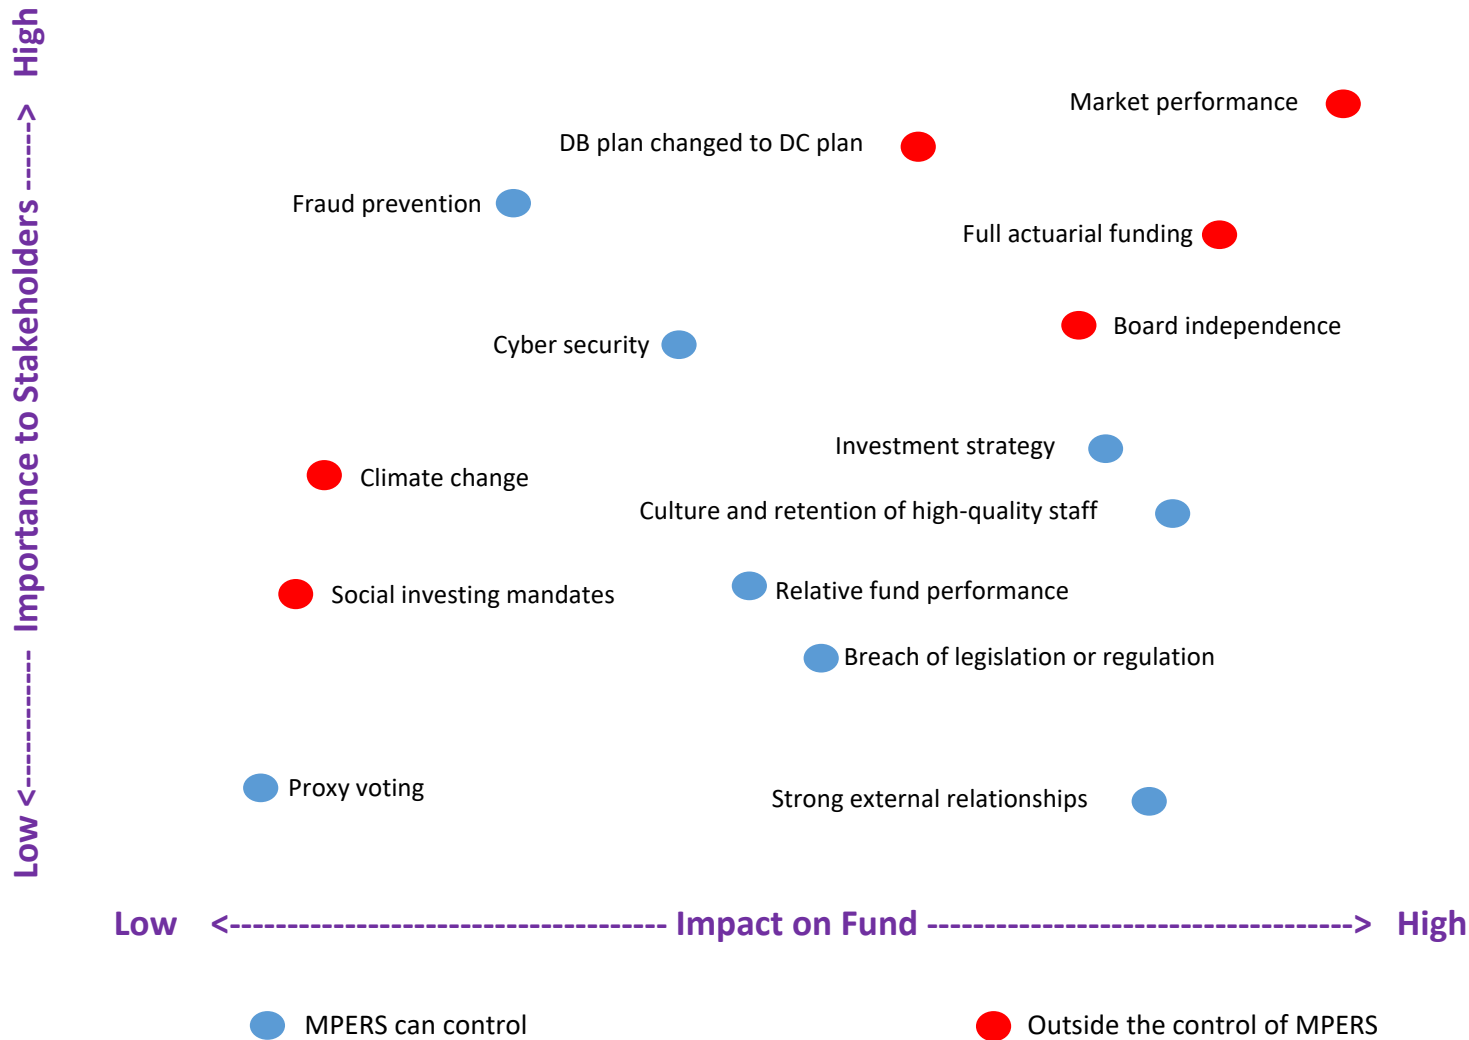 Low <------------- Importance to Stakeholders ------> High
Market performance
DB plan changed to DC plan
Fraud prevention
Full actuarial funding
Board independence
Cyber security
Investment strategy
Climate change
Culture and retention of high-quality staff
Relative fund performance
Social investing mandates
Breach of legislation or regulation
Proxy voting
Strong external relationships
Low <-------------------------------------- Impact on Fund -------------------------------------> High
MPERS can control
Outside the control of MPERS